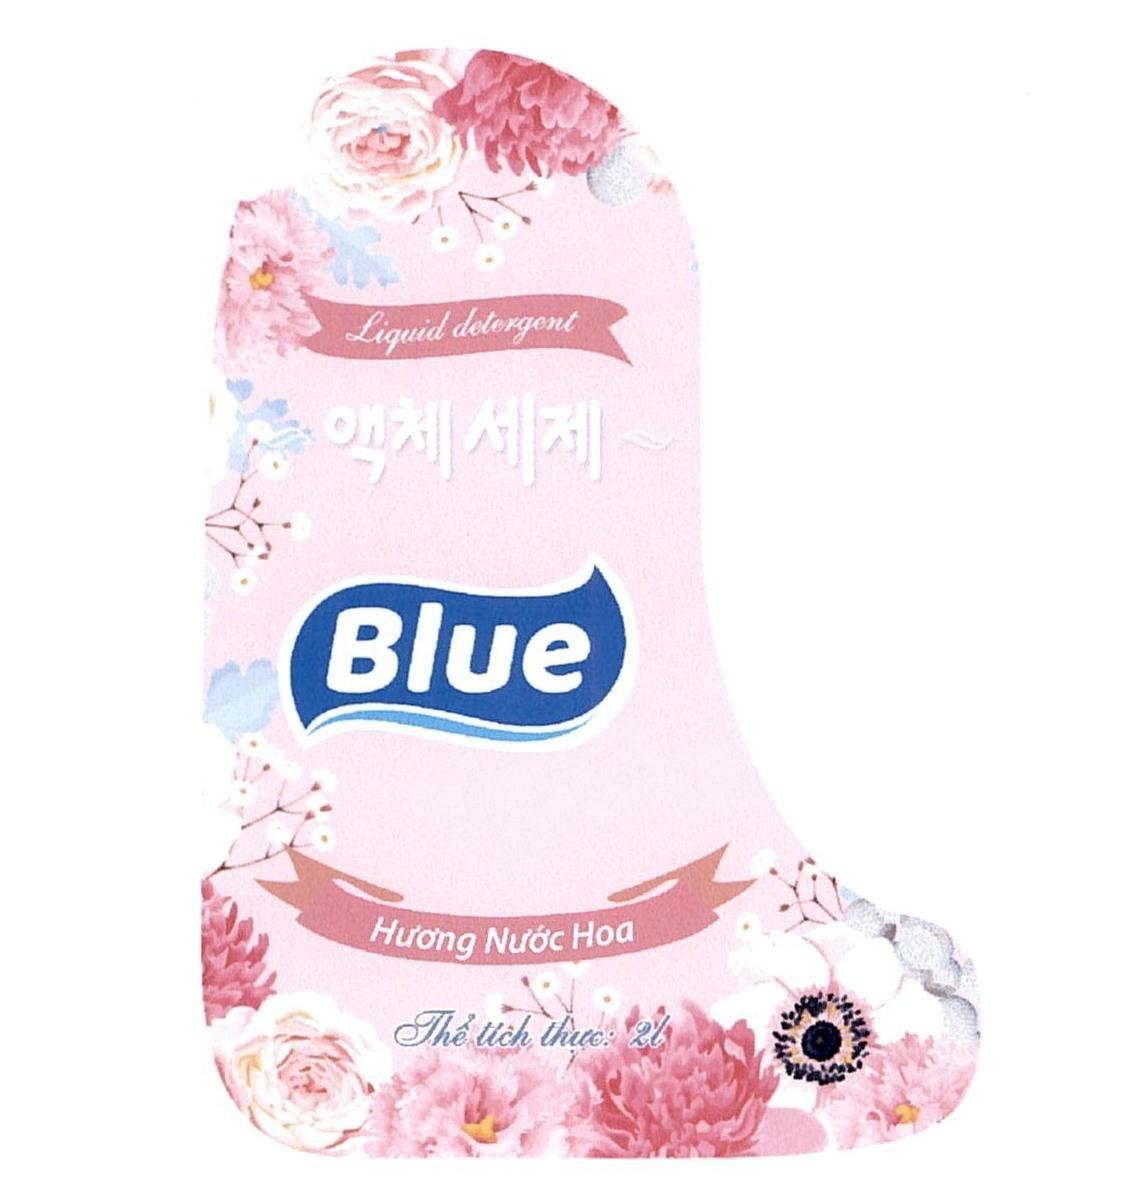 Liquid detergent
액체 세제
Blue
Hương Nước Hoa
Thể tích thực: 2l